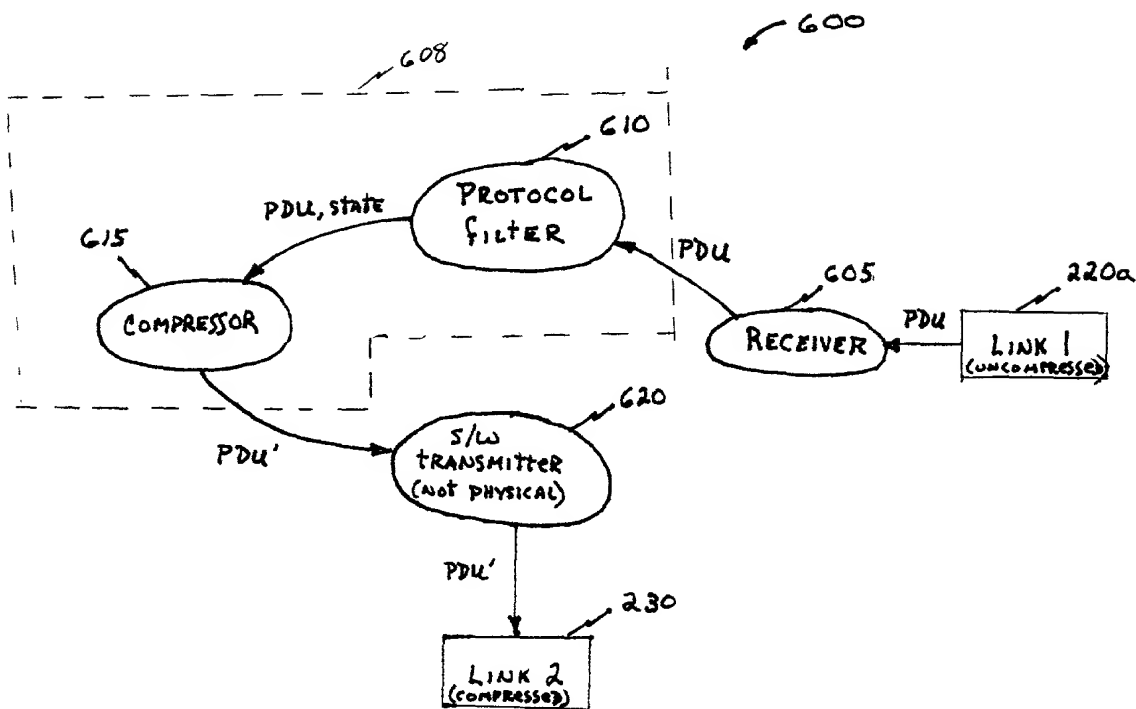 600
608
610
PROTOCOL
FILTER
PDU, STATE
615
COMPRESSOR
PDU
605
RECEIVER
PDU
220a
LINK 1
(UNCOMPRESSED)
PDU'
620
S/W
TRANSMITTER
(NOT PHYSICAL)
PDU'
230
LINK 2
(COMPRESSED)